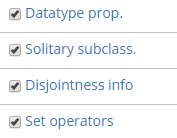 Datatype prop.
Solitary subclass.
Disjointness info
Set operators